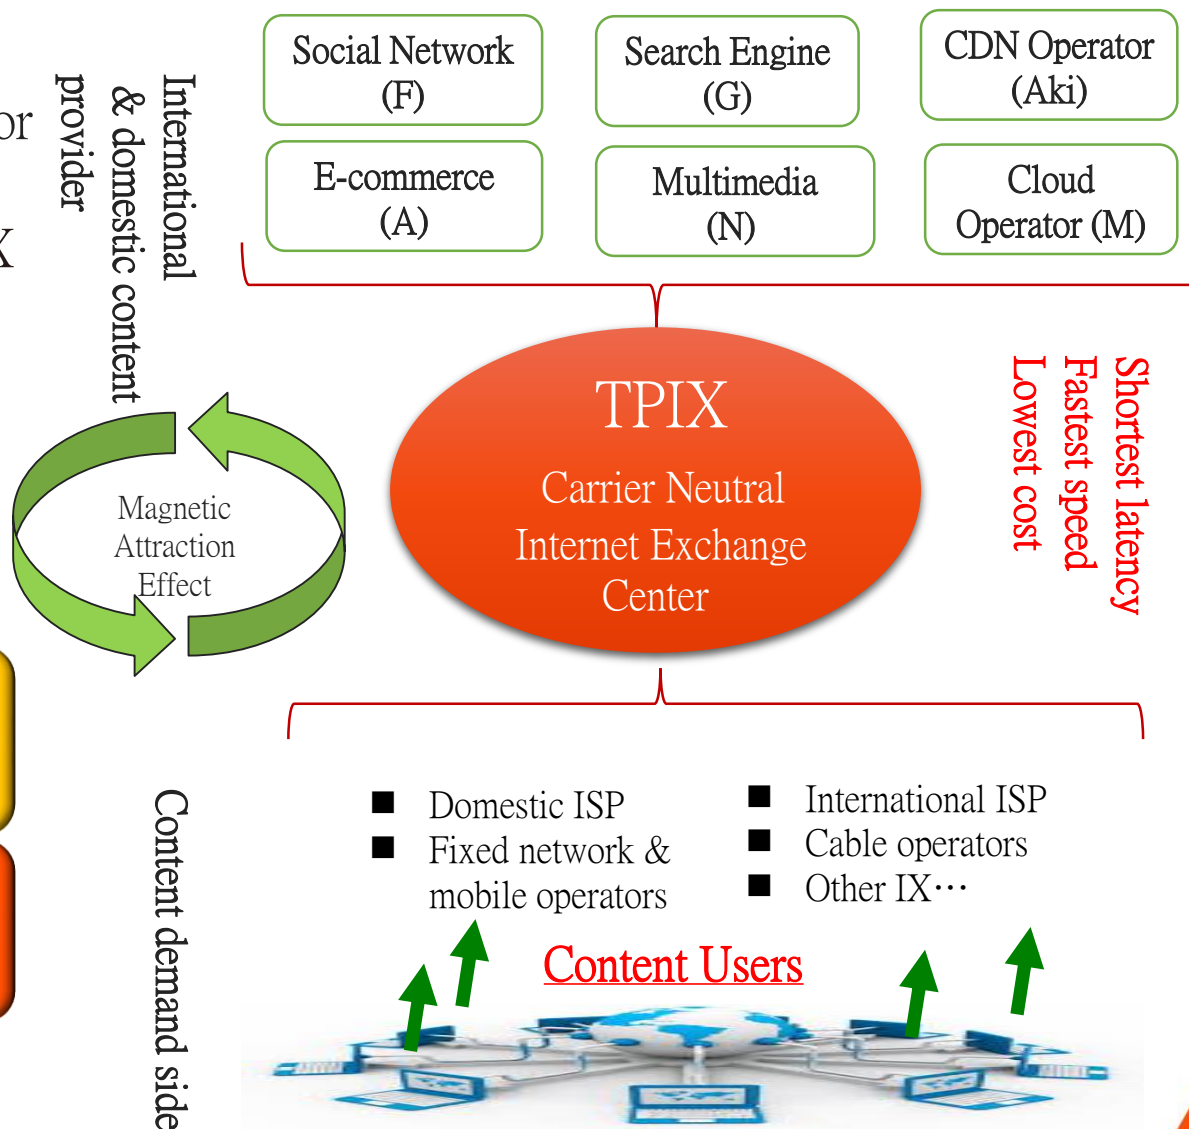 Social Network
(F)
Search Engine
(G)
CDN Operator
(Aki)
E-commerce
(A)
Multimedia
(N)
Cloud
Operator (M)
International
& domestic content
provider
or
X
TPIX
Carrier Neutral
Internet Exchange
Center
Shortest latency
Fastest speed
Lowest cost
Magnetic
Attraction
Effect
Content demand side
■ Domestic ISP
■ Fixed network &
mobile operators
■ International ISP
■ Cable operators
■ Other IX⋯
Content Users